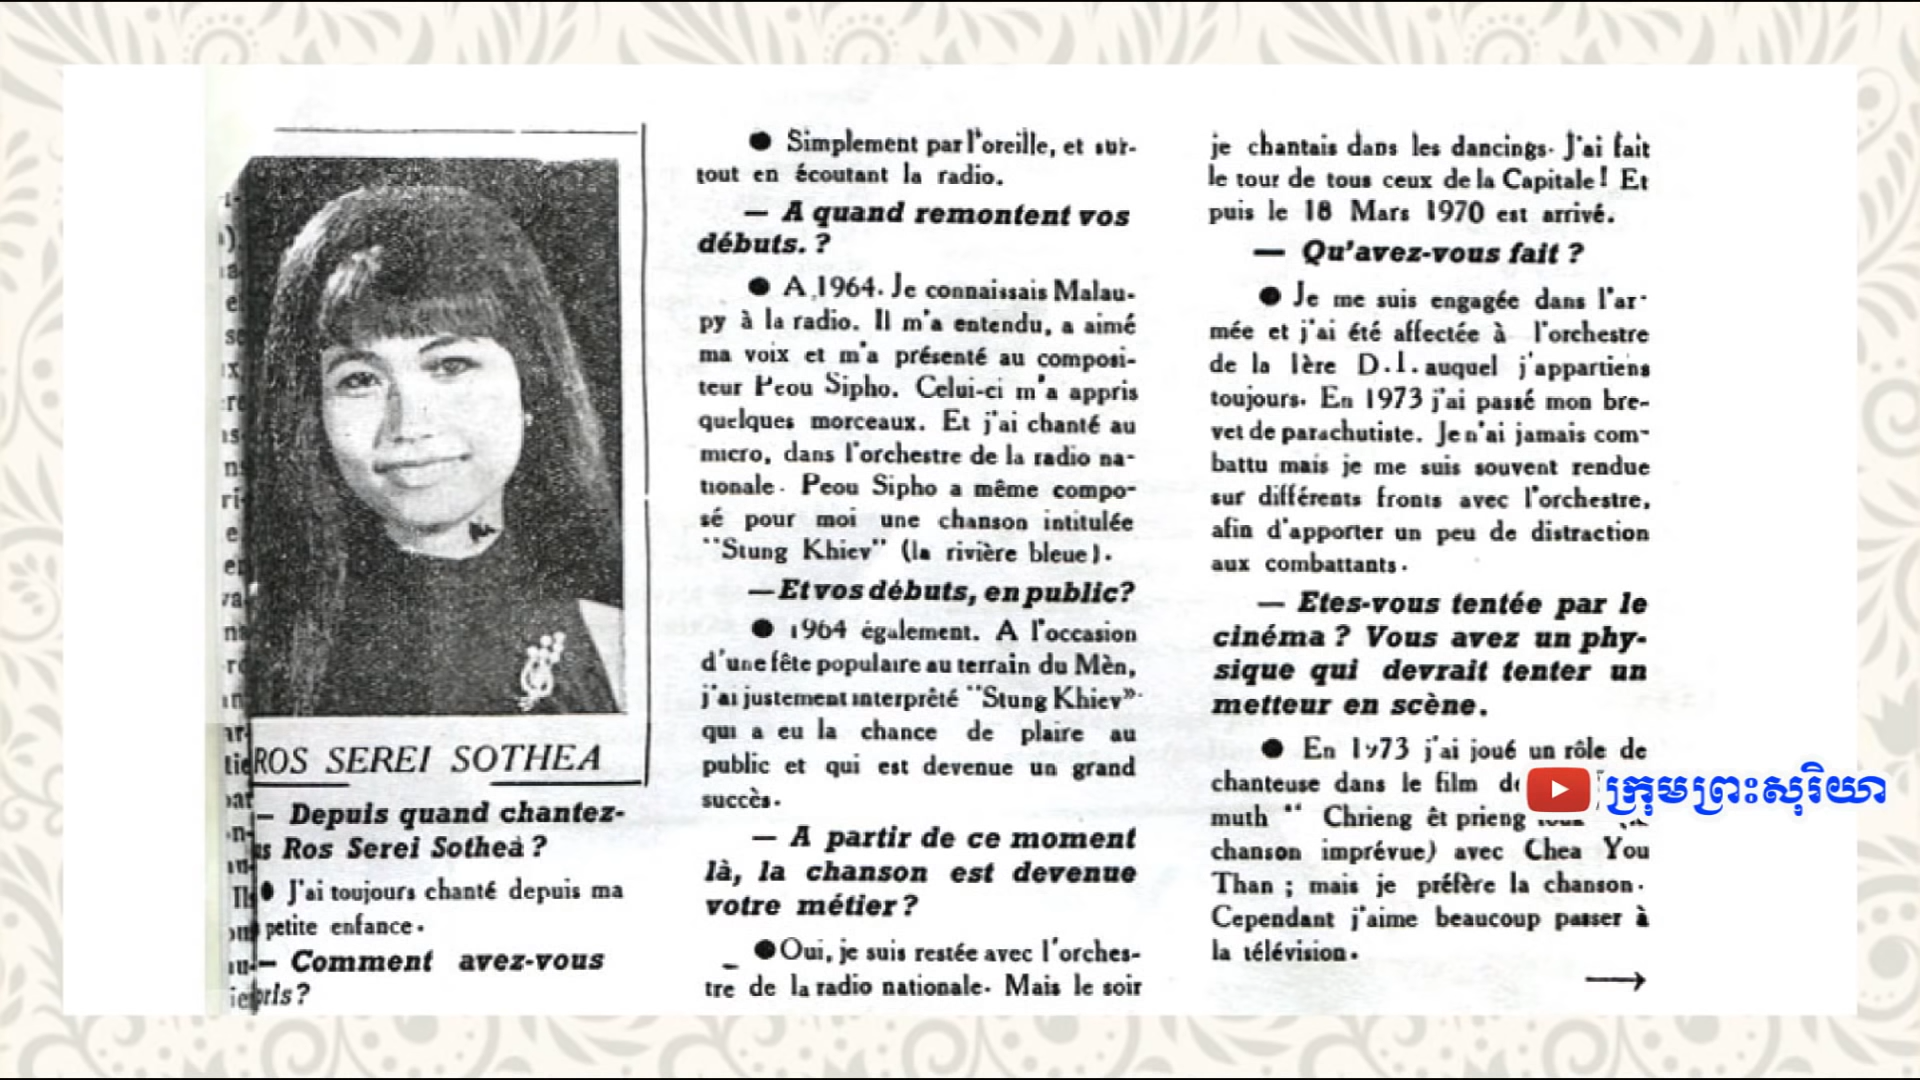 ROS SEREI SOTHEA
— Depuis quand chantez-
s Ros Serei Sothea ?
● J'ai toujours chanté depuis ma
petite enfance.
— Comment avez-vous
pris ?
● Simplement par l'oreille, et sur-
tout en écoutant la radio.
— A quand remontent vos
débuts. ?
● A 1964. Je connaissais Malau-
py à la radio. Il m'a entendu, a aimé
ma voix et m'a présenté au composi-
teur Peou Sipho. Celui-ci m'a appris
quelques morceaux. Et j'ai chanté au
micro, dans l'orchestre de la radio na-
tionale. Peou Sipho a même compo-
sé pour moi une chanson intitulée
"Stung Khiev" (la rivière bleue).
— Et vos débuts, en public?
● 1964 également. A l'occasion
d'une fête populaire au terrain du Mèn,
j'ai justement interprêté "Stung Khiev»
qui a eu la chance de plaire au
public et qui est devenue un grand
succès.
— A partir de ce moment
là, la chanson est devenue
votre métier ?
● Oui, je suis restée avec l'orches-
tre de la radio nationale. Mais le soir
je chantais dans les dancings. J'ai fait
le tour de tous ceux de la Capitale! Et
puis le 18 Mars 1970 est arrivé.
— Qu'avez-vous fait ?
● Je me suis engagée dans l'ar-
mée et j'ai été affectée à l'orchestre
de la 1ère D.I. auquel j'appartiens
toujours. En 1973 j'ai passé mon bre-
vet de parachutiste. Je n'ai jamais com-
battu mais je me suis souvent rendue
sur différents fronts avec l'orchestre,
afin d'apporter un peu de distraction
aux combattants.
— Etes-vous tentée par le
cinéma ? Vous avez un phy-
sique qui devrait tenter un
metteur en scène.
● En 1973 j'ai joué un rôle de
chanteuse dans le film
muth " Chrieng êt prieng
chanson imprévue) avec Chea You
Than ; mais je préfère la chanson.
Cependant j'aime beaucoup passer à
la télévision.
→
ក្រុមព្រះសុរិយា